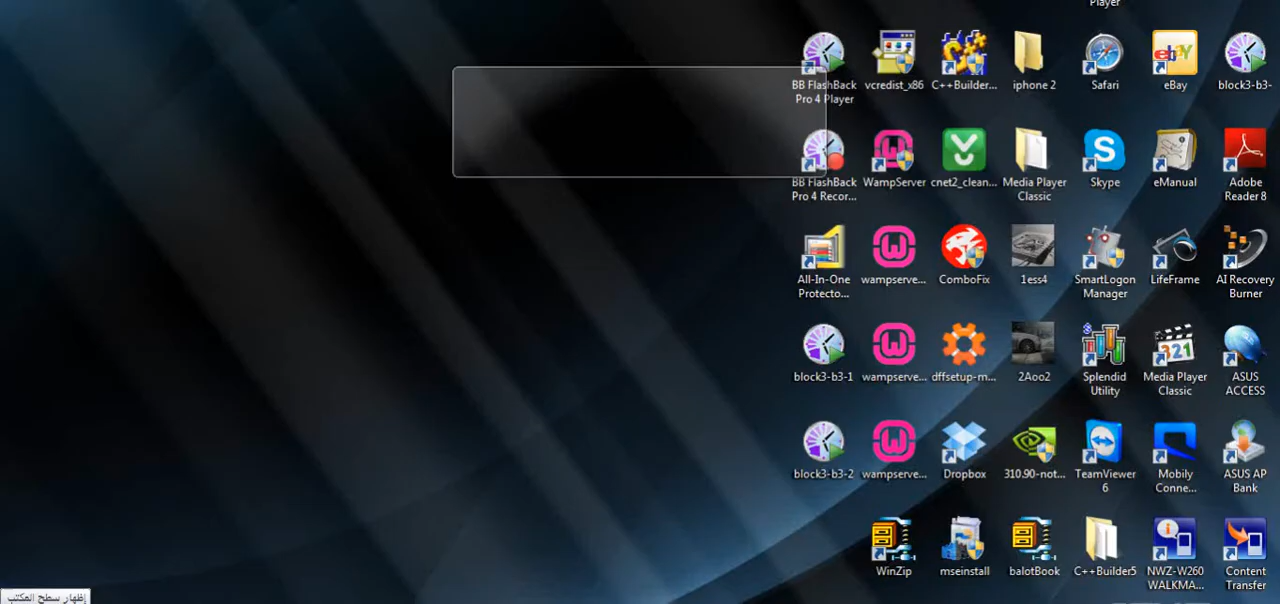 Player
BB FlashBack
Pro 4 Player
vcredist_x86
C++Builder...
iphone 2
Safari
eBay
block3-b3-
BB FlashBack
Pro 4 Recor...
WampServer
cnet2_clean...
Media Player
Classic
Skype
eManual
Adobe
Reader 8
All-In-One
Protecto...
wampserve...
ComboFix
1ess4
SmartLogon
Manager
LifeFrame
AI Recovery
Burner
block3-b3-1
wampserve...
dffsetup-m...
2Aoo2
Splendid
Utility
Media Player
Classic
ASUS
ACCESS
block3-b3-2
wampserve...
Dropbox
310.90-not...
TeamViewer
6
Mobily
Conne...
ASUS AP
Bank
WinZip
mseinstall
balotBook
C++Builder5
NWZ-W260
WALKMA...
Content
Transfer
إظهار سطح المكتب